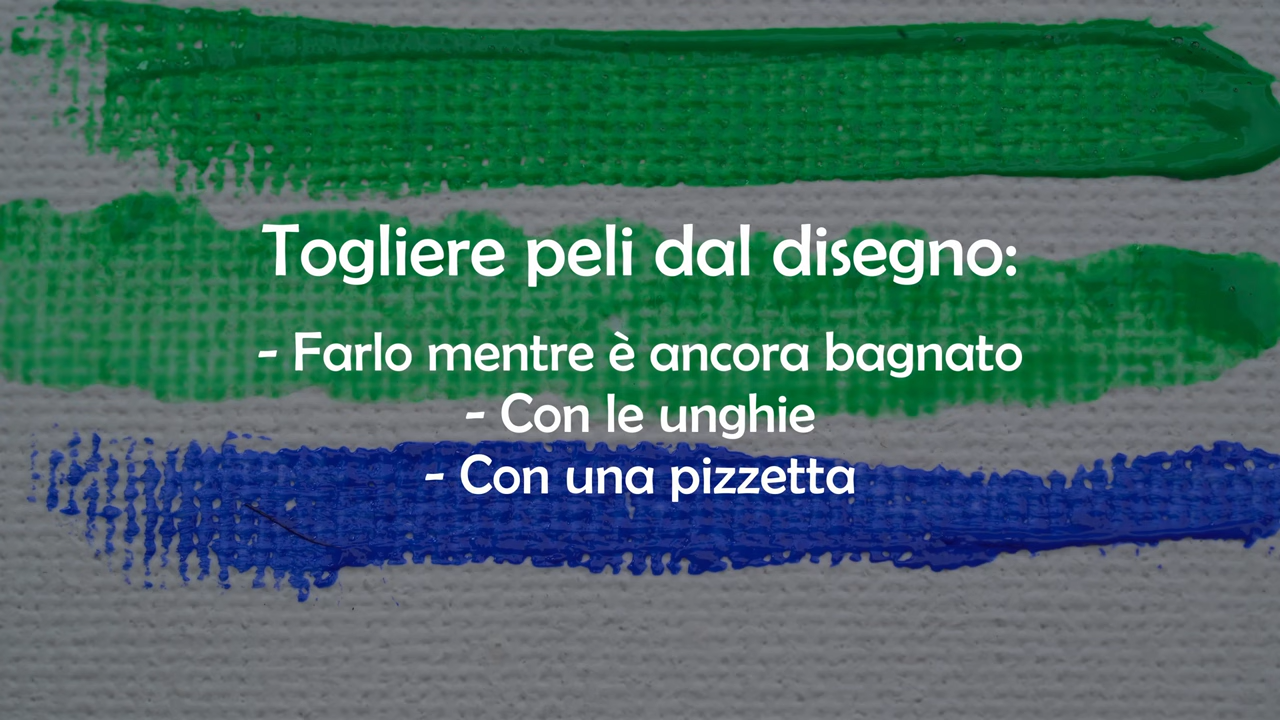 Togliere peli dal disegno:
- Farlo mentre è ancora bagnato
- Con le unghie
- Con una pizzetta